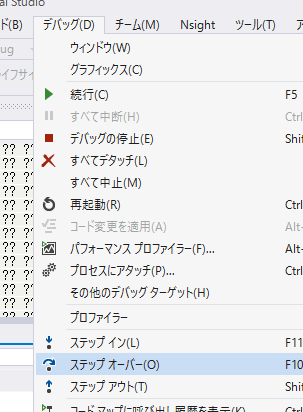 al Studio
ド(B) デバッグ(D) チーム(M) Nsight ツール(T)
ウィンドウ(W)
グラフィックス(C)
ug
続行(C) F5
イフサイ
すべて中断(H) Ctrl
デバッグの停止(E) Shif
?? ?? すべてデタッチ(L)
?? ?? すべて中止(M)
?? ?? 再起動(R) Ctrl
?? ?? コード変更を適用(A) Alt-
?? ?? パフォーマンス プロファイラー(F)... Alt-
?? ?? プロセスにアタッチ(P)... Ctrl
?? ?? その他のデバッグ ターゲット(H)
プロファイラー
ステップ イン(L) F11
ステップ オーバー(O) F10
ステップ アウト(T) Shif
コード マップに呼び出し履歴を表示(K) Ctrl